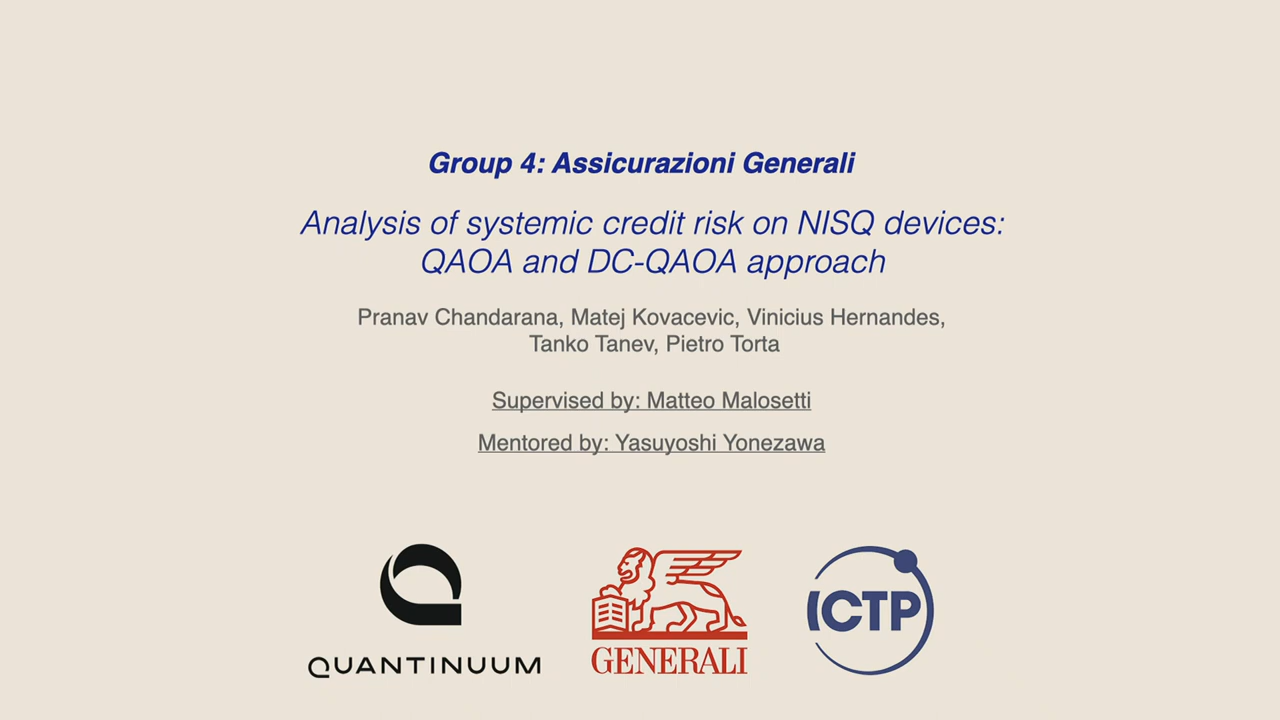 Group 4: Assicurazioni Generali
Analysis of systemic credit risk on NISQ devices:
QAOA and DC-QAOA approach
Pranav Chandarana, Matej Kovacevic, Vinicius Hernandes,
Tanko Tanev, Pietro Torta
Supervised by: Matteo Malosetti
Mentored by: Yasuyoshi Yonezawa
QUANTINUUM
GENERALI
ICTP